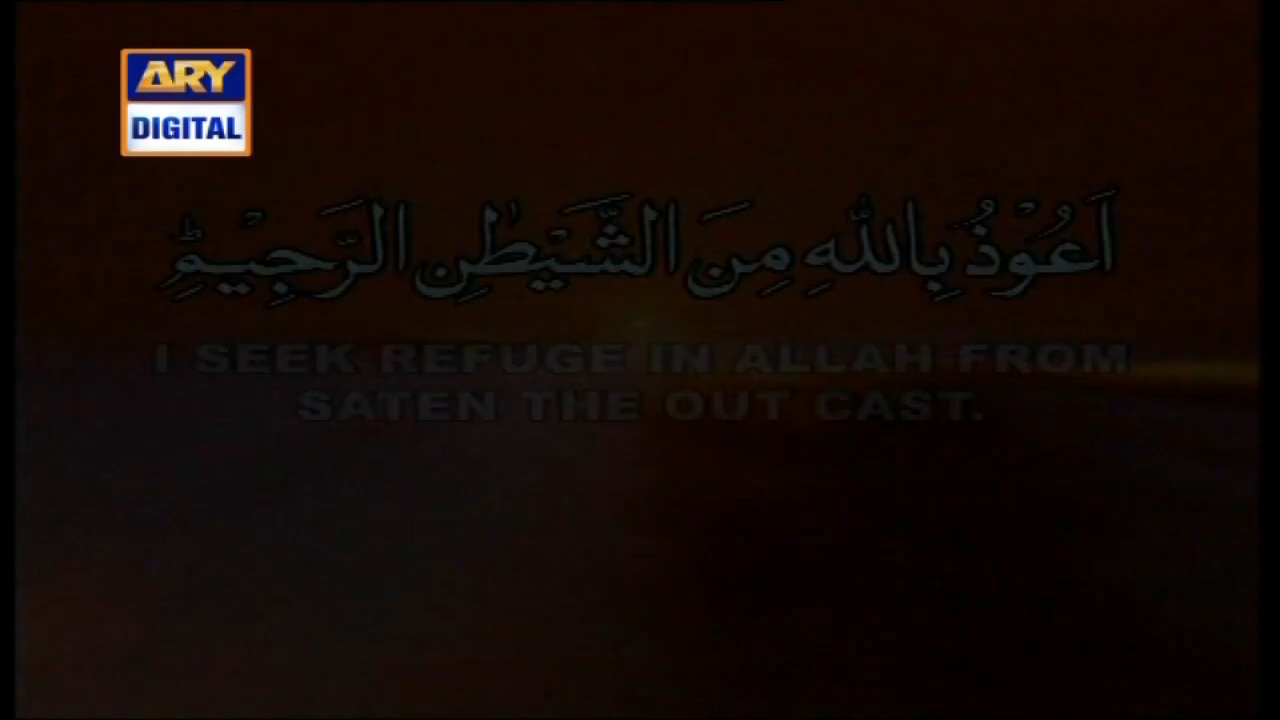 ARY
DIGITAL
اَعُوْذُ بِاللّٰهِ مِنَ الشَّيْطٰنِ الرَّجِيْمِؕ
I SEEK REFUGE IN ALLAH FROM
SATEN THE OUT CAST.